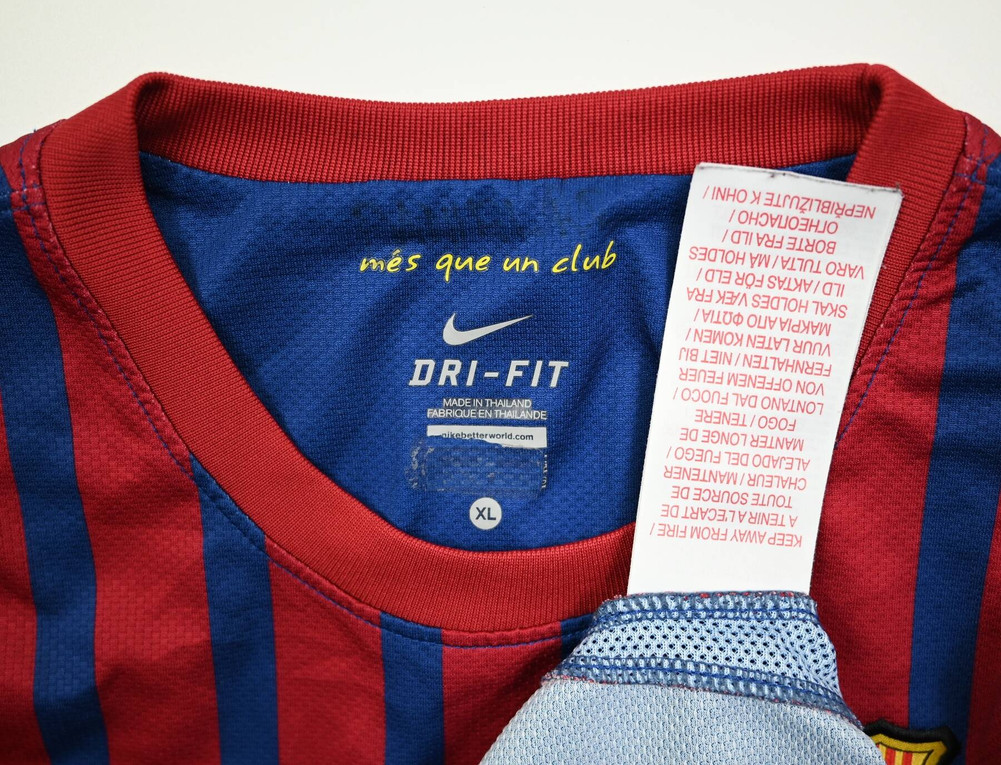 més que un club
DRI-FIT
MADE IN THAILAND
FABRIQUE EN THAILANDE
nikebetterworld.com
XL
KEEP AWAY FROM FIRE /
A TENIR A L'ECART DE
TOUTE SOURCE DE
CHALEUR / MANTENER
ALEJADO DEL FUEGO /
MANTER LONGE DE
FOGO / TENERE
LONTANO DAL FUOCO /
VON OFFENEM FEUER
FERNHALTEN / NIET BIJ
VUUR LATEN KOMEN /
ΜΑΚΡΙΑ ΑΠΟ ΦΩΤΙΑ /
SKAL HOLDES VÆK FRA
ILD / AKTAS FÖR ELD /
VARO TULTA / MÅ HOLDES
BORTE FRA ILD /
ОГНЕОПАСНО /
NEPŘIBLIŽUJTE K OHNI /